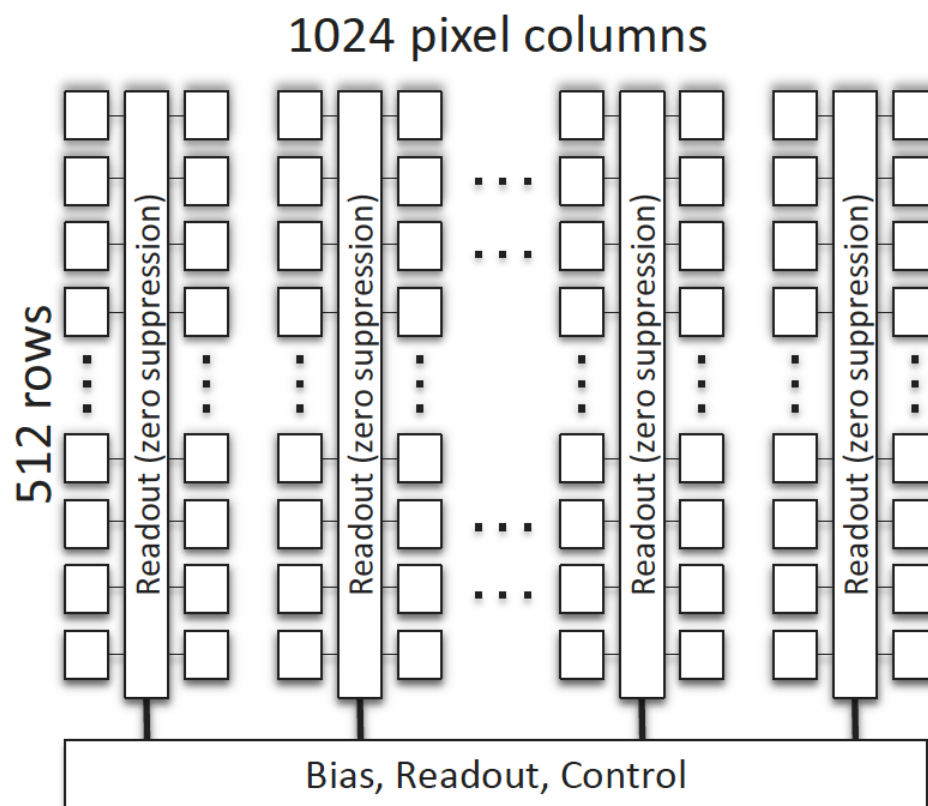 1024 pixel columns
512 rows
Readout (zero suppression)
Readout (zero suppression)
Readout (zero suppression)
Readout (zero suppression)
Bias, Readout, Control